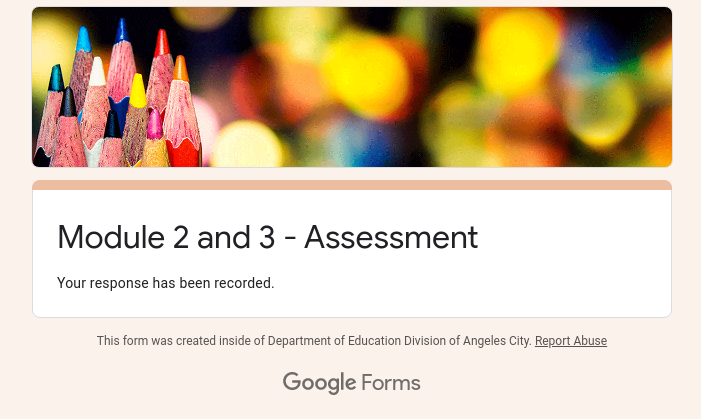 Module 2 and 3 - Assessment
Your response has been recorded.
This form was created inside of Department of Education Division of Angeles City. Report Abuse
Google Forms